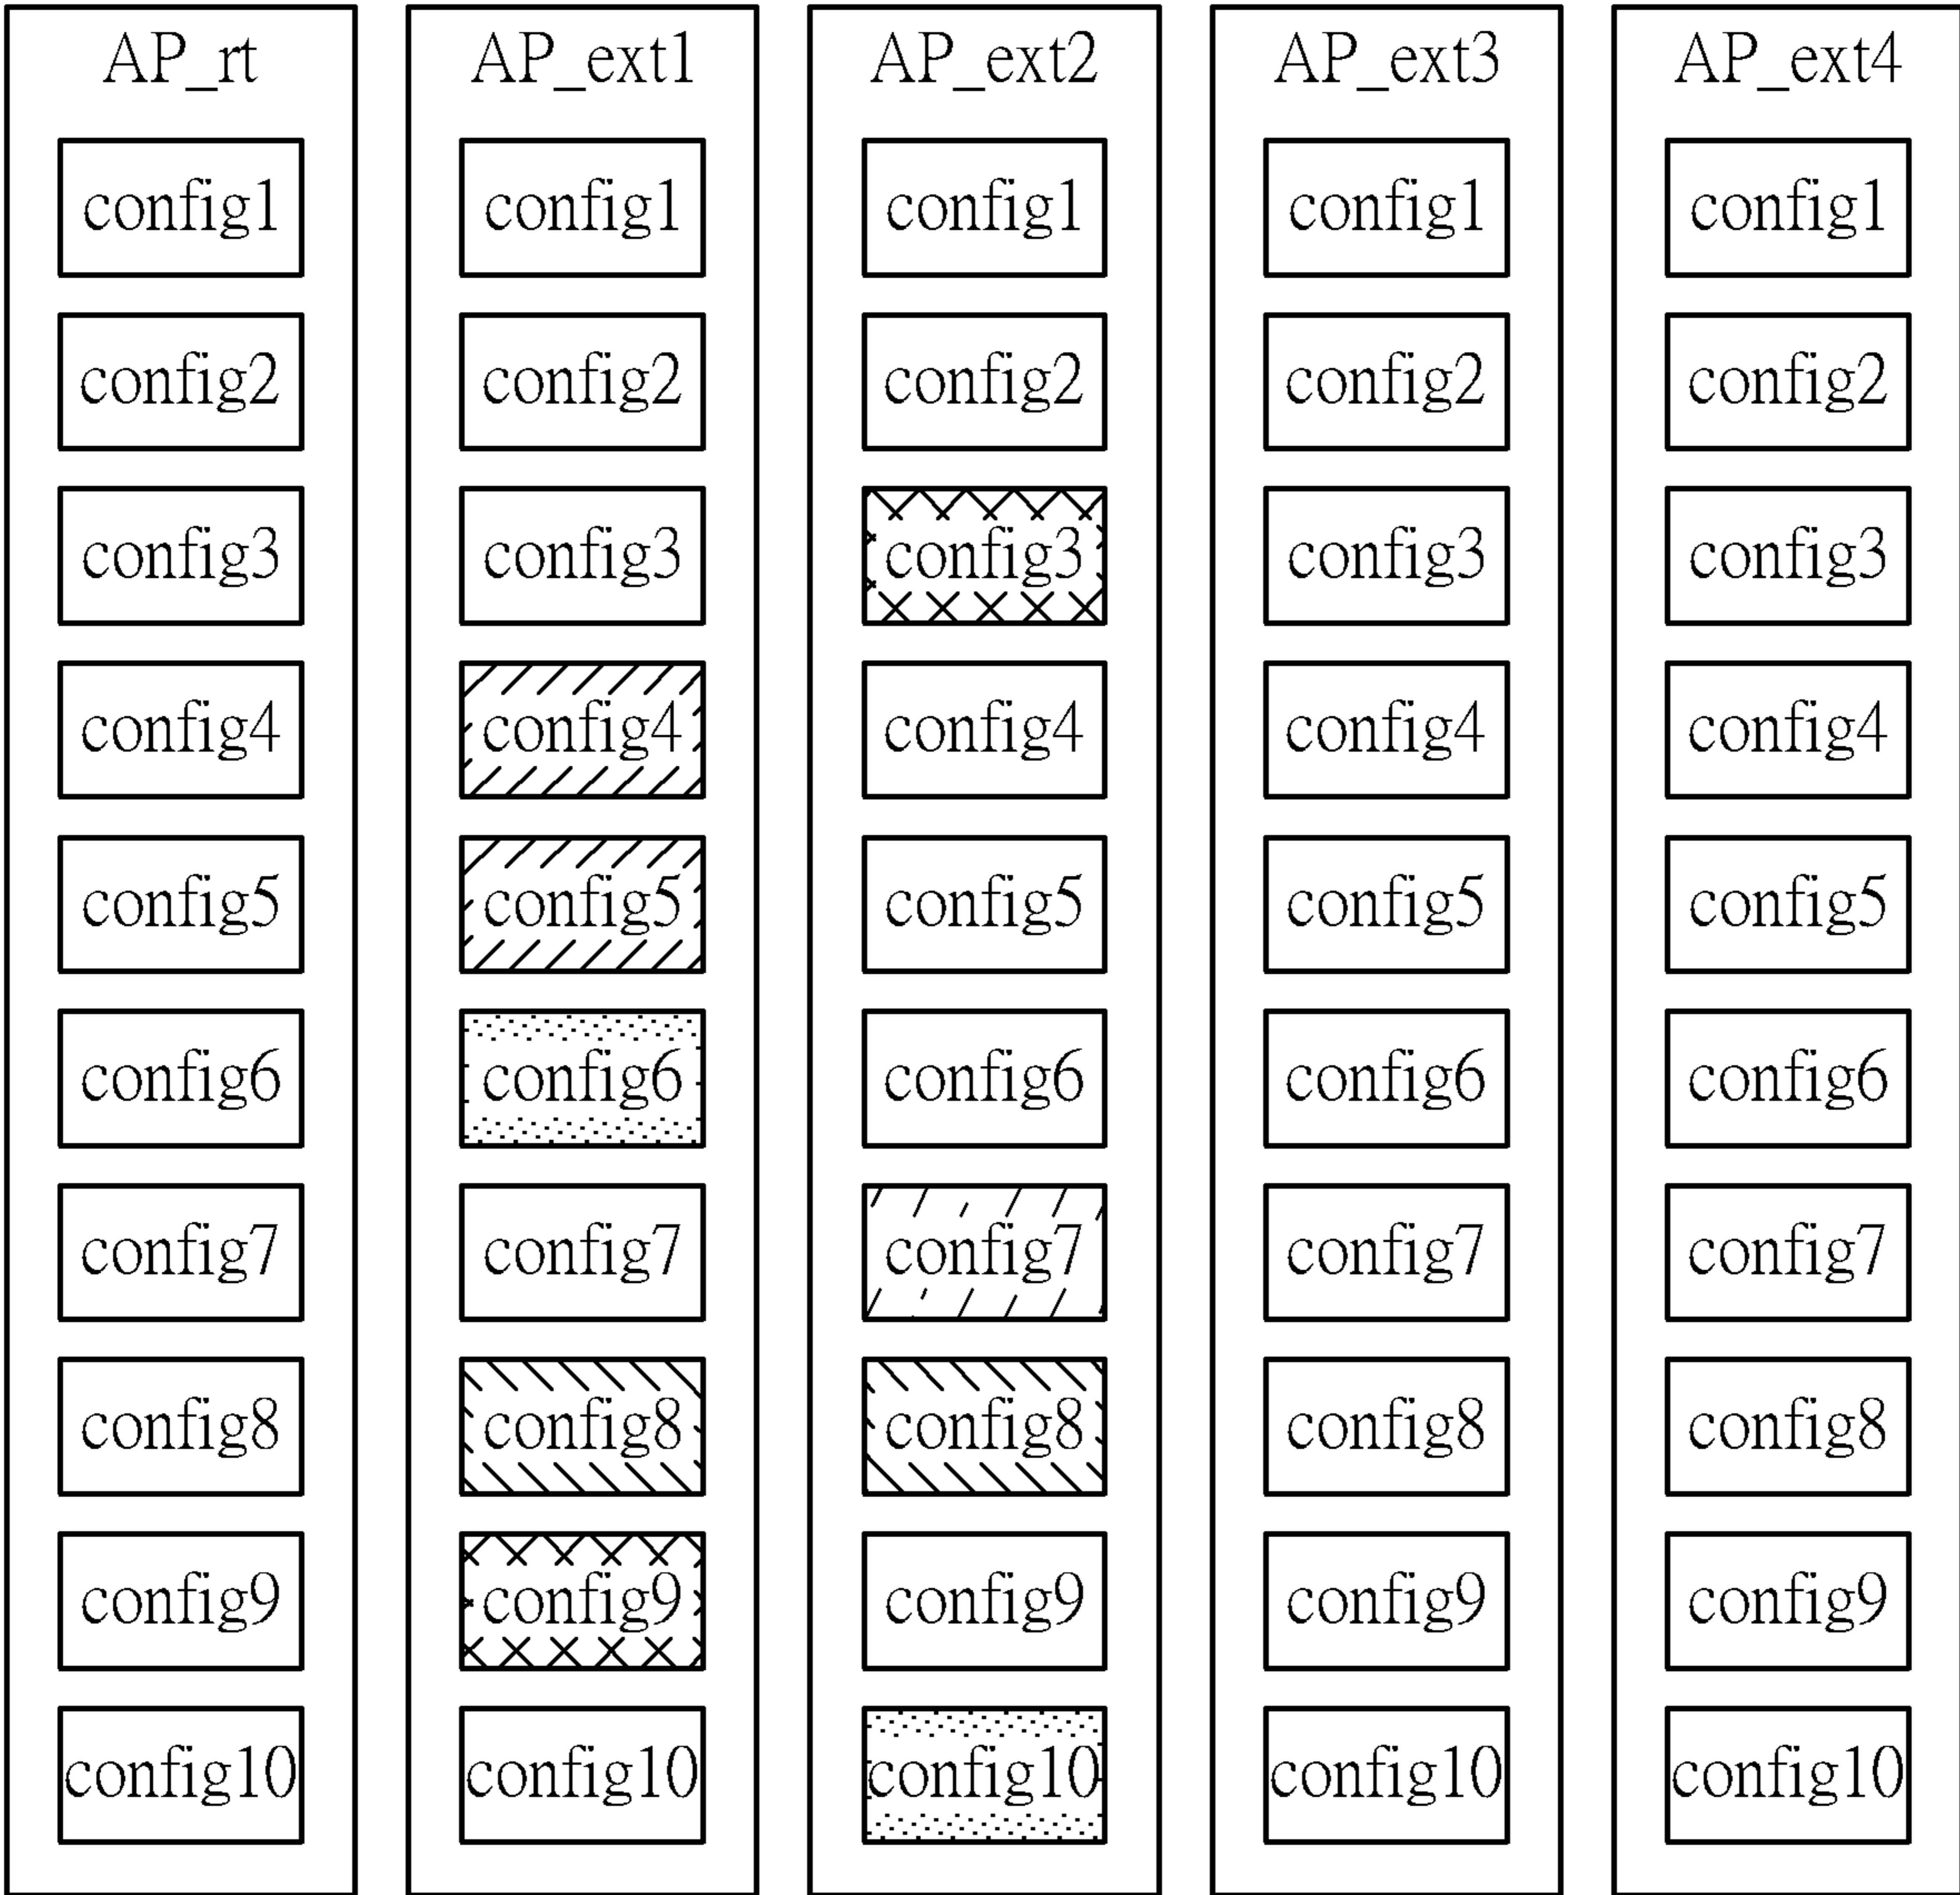 AP_rt AP_ext1 AP_ext2 AP_ext3 AP_ext4
config1 config1 config1 config1 config1
config2 config2 config2 config2 config2
config3 config3 config3 config3 config3
config4 config4 config4 config4 config4
config5 config5 config5 config5 config5
config6 config6 config6 config6 config6
config7 config7 config7 config7 config7
config8 config8 config8 config8 config8
config9 config9 config9 config9 config9
config10 config10 config10 config10 config10